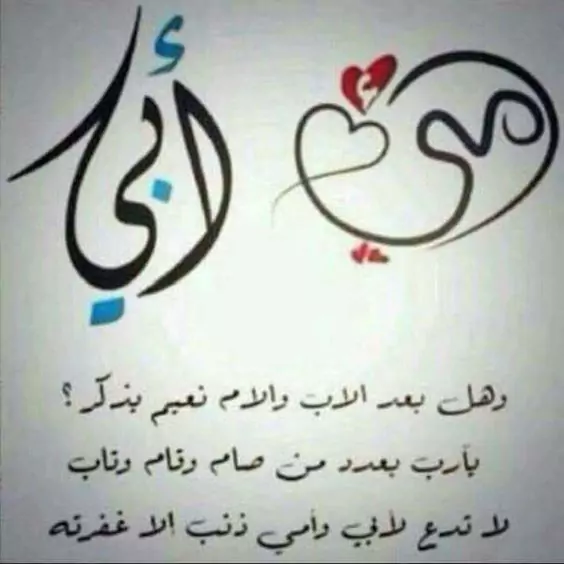 أمي أبي
وهل بعد الاب والام نعيم يذكر ؟
يارب بعدد من صام وقام وتاب
لا تدع لأبي وأمي ذنب الا غفرته